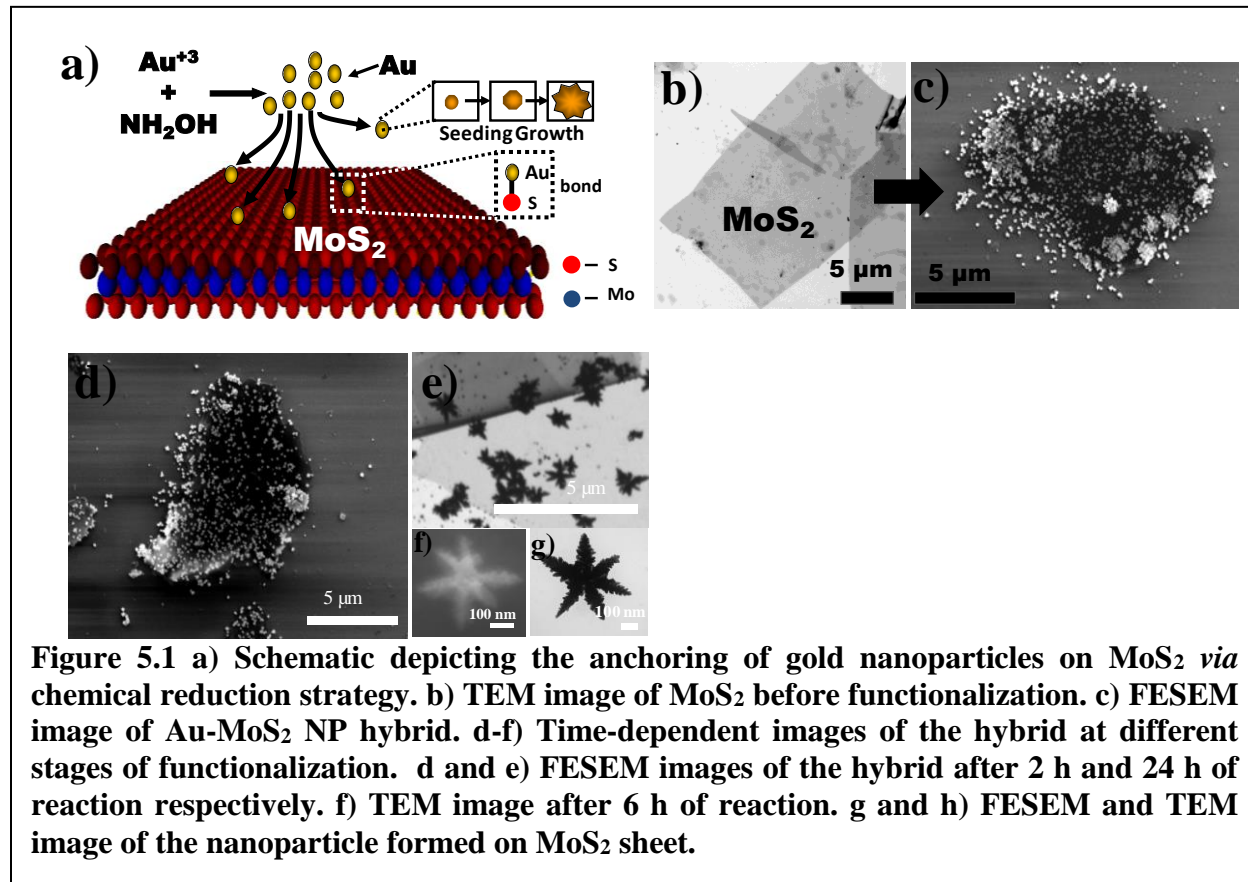 a)
Au+3
+
NH2OH
Au
Seeding Growth
Au
S
bond
MoS2
S
Mo
b)
MoS2
5 µm
c)
5 µm
d)
5 µm
e)
5 µm
f)
100 nm
g)
100 nm
Figure 5.1 a) Schematic depicting the anchoring of gold nanoparticles on MoS2 via
chemical reduction strategy. b) TEM image of MoS2 before functionalization. c) FESEM
image of Au-MoS2 NP hybrid. d-f) Time-dependent images of the hybrid at different
stages of functionalization. d and e) FESEM images of the hybrid after 2 h and 24 h of
reaction respectively. f) TEM image after 6 h of reaction. g and h) FESEM and TEM
image of the nanoparticle formed on MoS2 sheet.